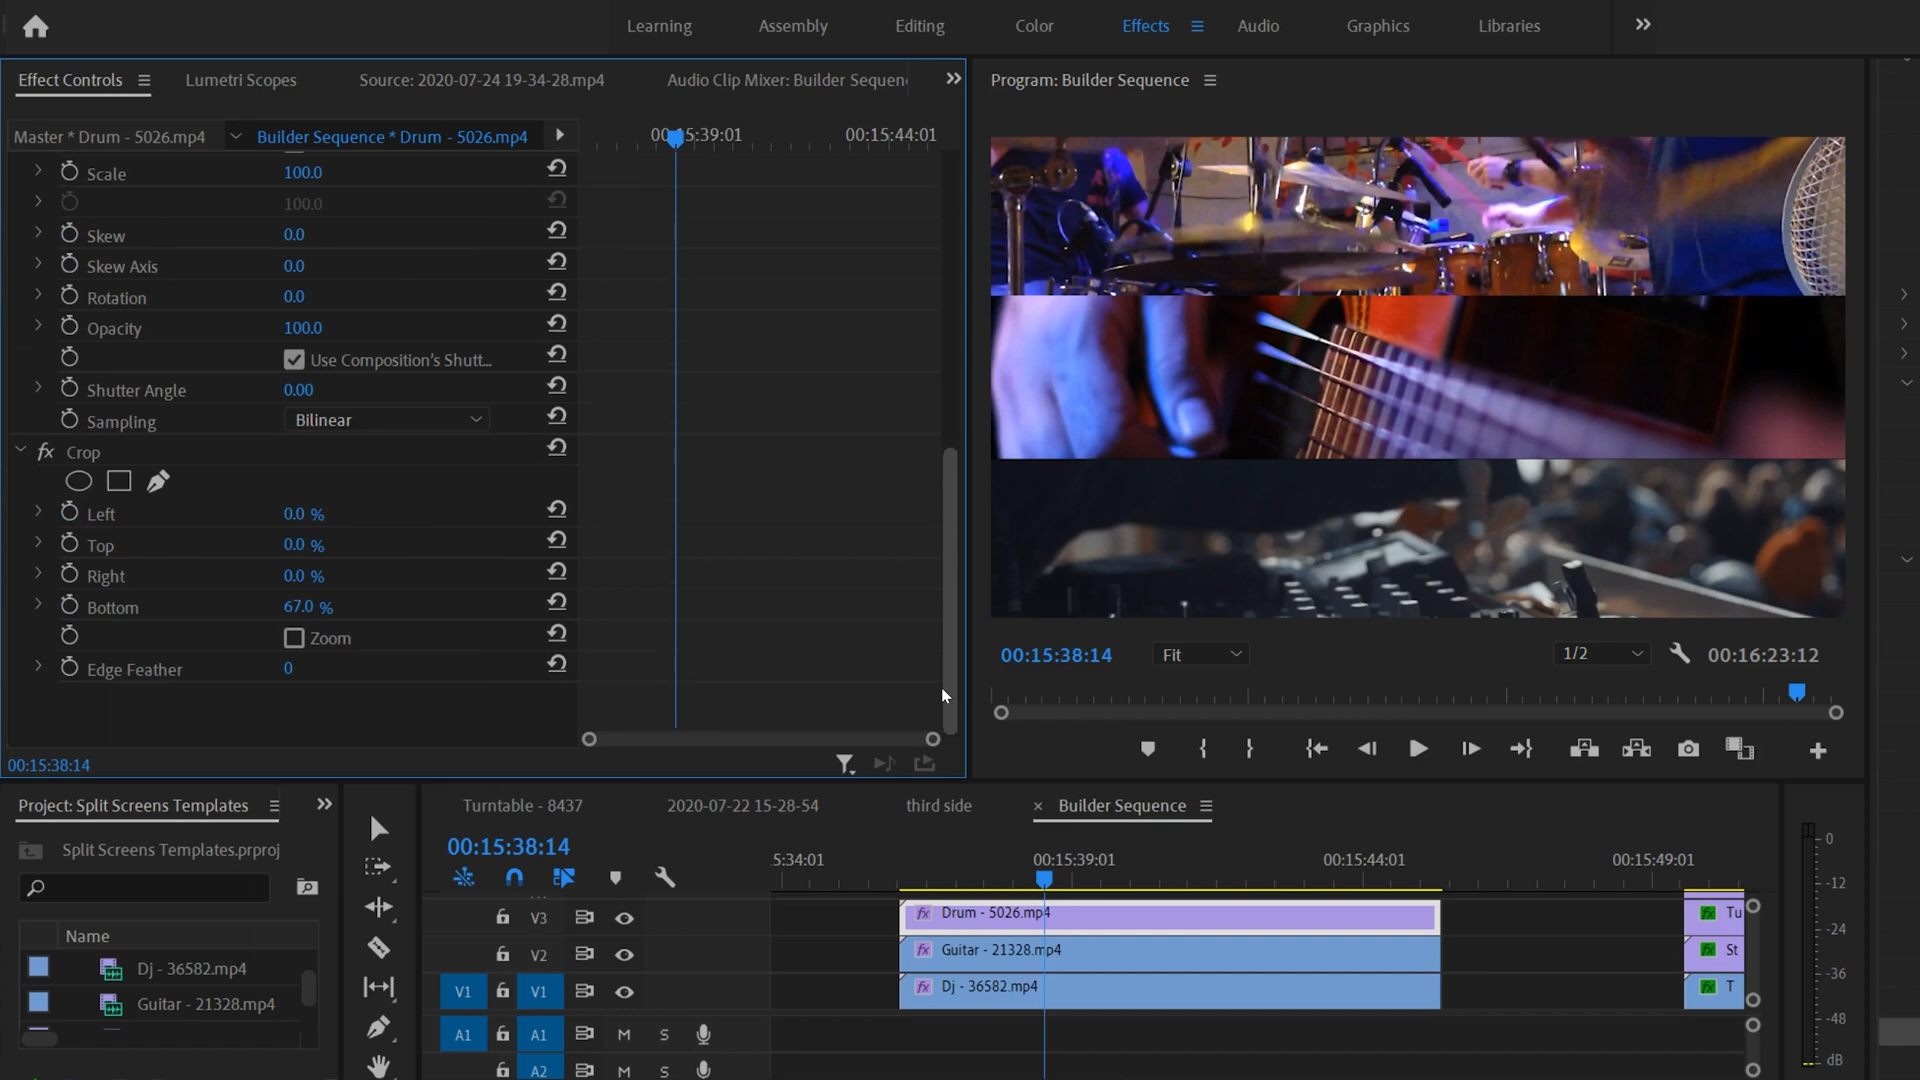 Learning Assembly Editing Color Effects Audio Graphics Libraries
Effect Controls Lumetri Scopes Source: 2020-07-24 19-34-28.mp4 Audio Clip Mixer: Builder Sequen
Program: Builder Sequence
Master * Drum - 5026.mp4 Builder Sequence * Drum - 5026.mp4
00:15:39:01 00:15:44:01
Scale 100.0
100.0
Skew 0.0
Skew Axis 0.0
Rotation 0.0
Opacity 100.0
Use Composition's Shutt...
Shutter Angle 0.00
Sampling Bilinear
fx Crop
Left 0.0 %
Top 0.0 %
Right 0.0 %
Bottom 67.0 %
Zoom
Edge Feather 0
00:15:38:14
00:15:38:14 Fit 1/2 00:16:23:12
Project: Split Screens Templates
Split Screens Templates.prproj
Name
Dj - 36582.mp4
Guitar - 21328.mp4
Turntable - 8437 2020-07-22 15-28-54 third side × Builder Sequence
00:15:38:14
5:34:01 00:15:39:01 00:15:44:01 00:15:49:01
V3 fx Drum - 5026.mp4 fx Tu
V2 fx Guitar - 21328.mp4 fx St
V1 V1 fx Dj - 36582.mp4 fx T
A1 A1 M S
A2 M S
0
-12
-24
-36
-48
dB